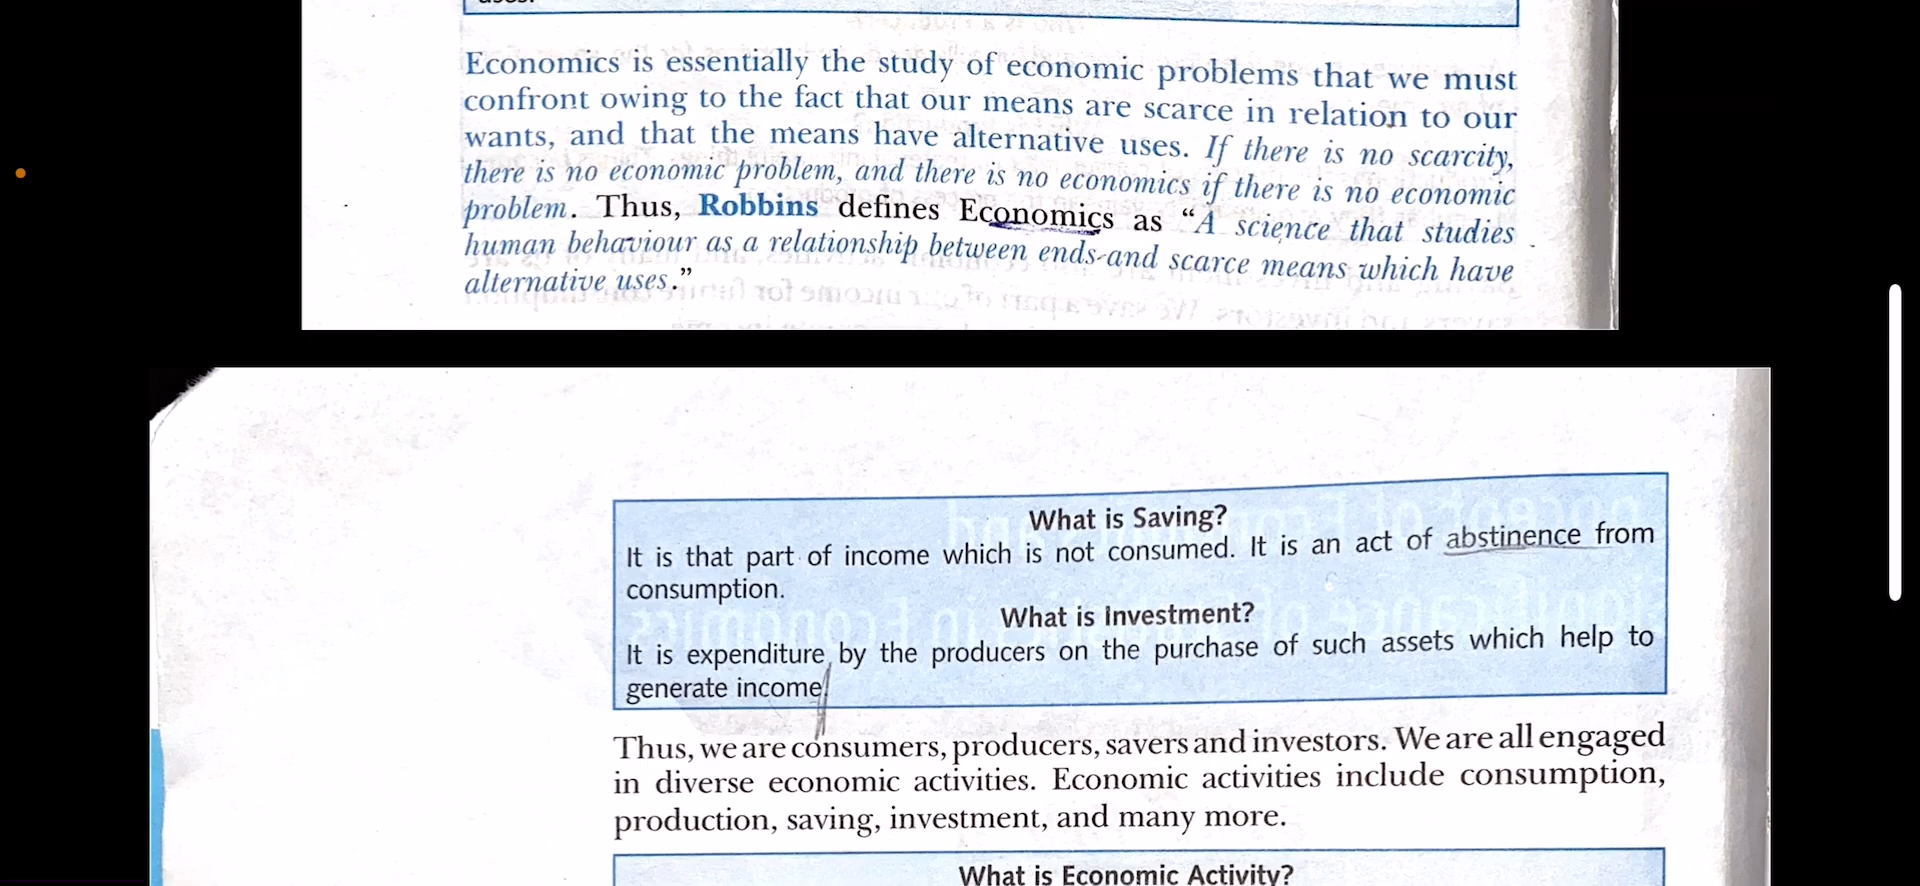 uses.
Economics is essentially the study of economic problems that we must
confront owing to the fact that our means are scarce in relation to our
wants, and that the means have alternative uses. If there is no scarcity,
there is no economic problem, and there is no economics if there is no economic
problem. Thus, Robbins defines Economics as “A science that studies
human behaviour as a relationship between ends and scarce means which have
alternative uses.”
What is Saving?
It is that part of income which is not consumed. It is an act of abstinence from
consumption.
What is Investment?
It is expenditure by the producers on the purchase of such assets which help to
generate income.
Thus, we are consumers, producers, savers and investors. We are all engaged
in diverse economic activities. Economic activities include consumption,
production, saving, investment, and many more.
What is Economic Activity?